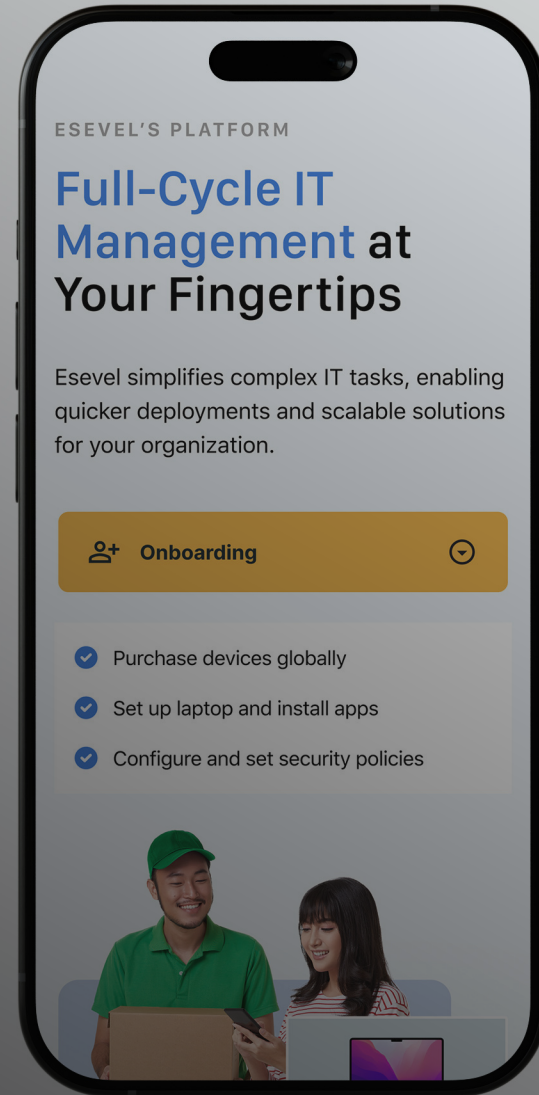 ESEVEL’S PLATFORM
Full-Cycle IT
Management at
Your Fingertips
Esevel simplifies complex IT tasks, enabling
quicker deployments and scalable solutions
for your organization.
Onboarding
Purchase devices globally
Set up laptop and install apps
Configure and set security policies